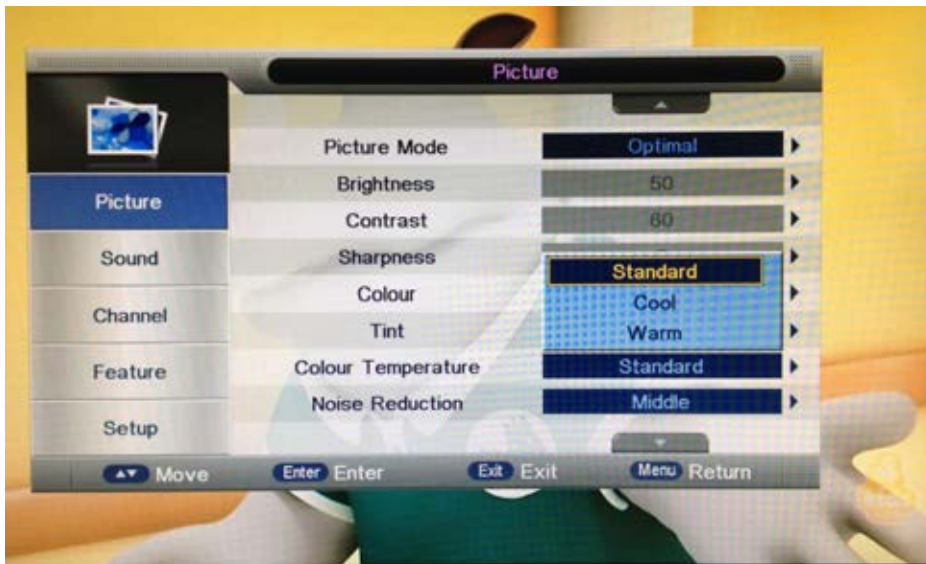 Picture
Picture
Sound
Channel
Feature
Setup
Picture Mode Optimal
Brightness 50
Contrast 60
Sharpness
Colour
Tint
Standard
Cool
Warm
Colour Temperature Standard
Noise Reduction Middle
Move Enter Enter Exit Exit Menu Return